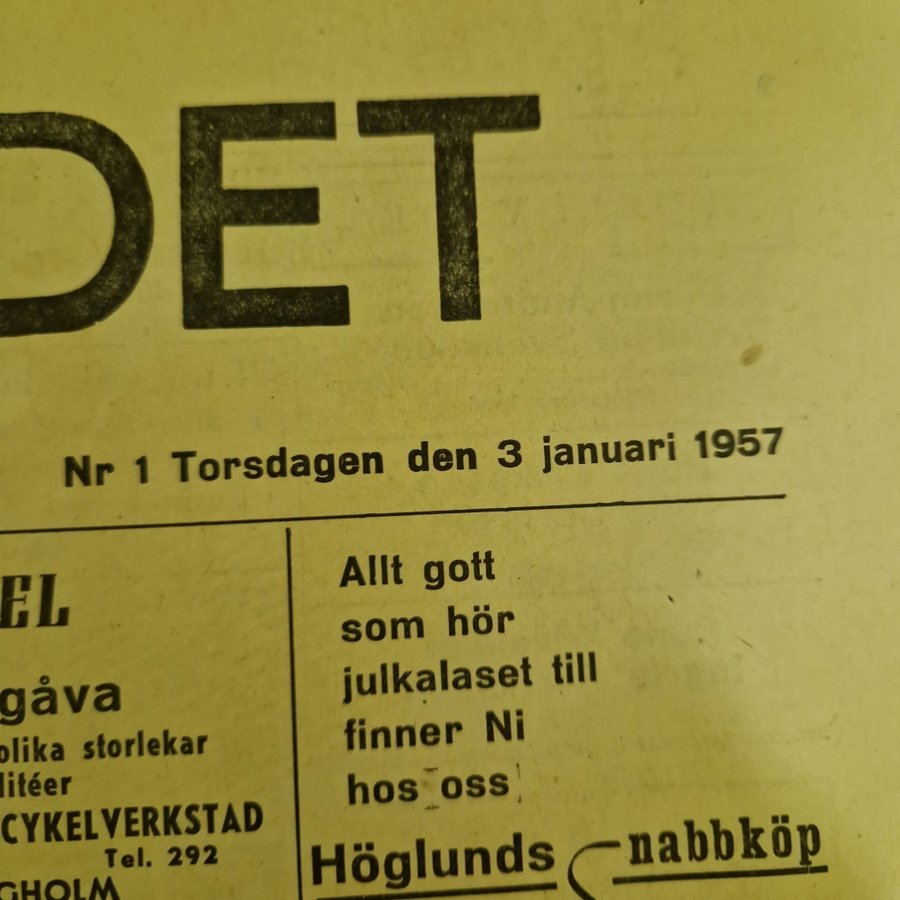 DET
Nr 1 Torsdagen den 3 januari 1957
EL
gåva
olika storlekar
litéer
CYKELVERKSTAD
Tel. 292
GHOLM
Allt gott
som hör
julkalaset till
finner Ni
hos oss
Höglunds Snabbköp